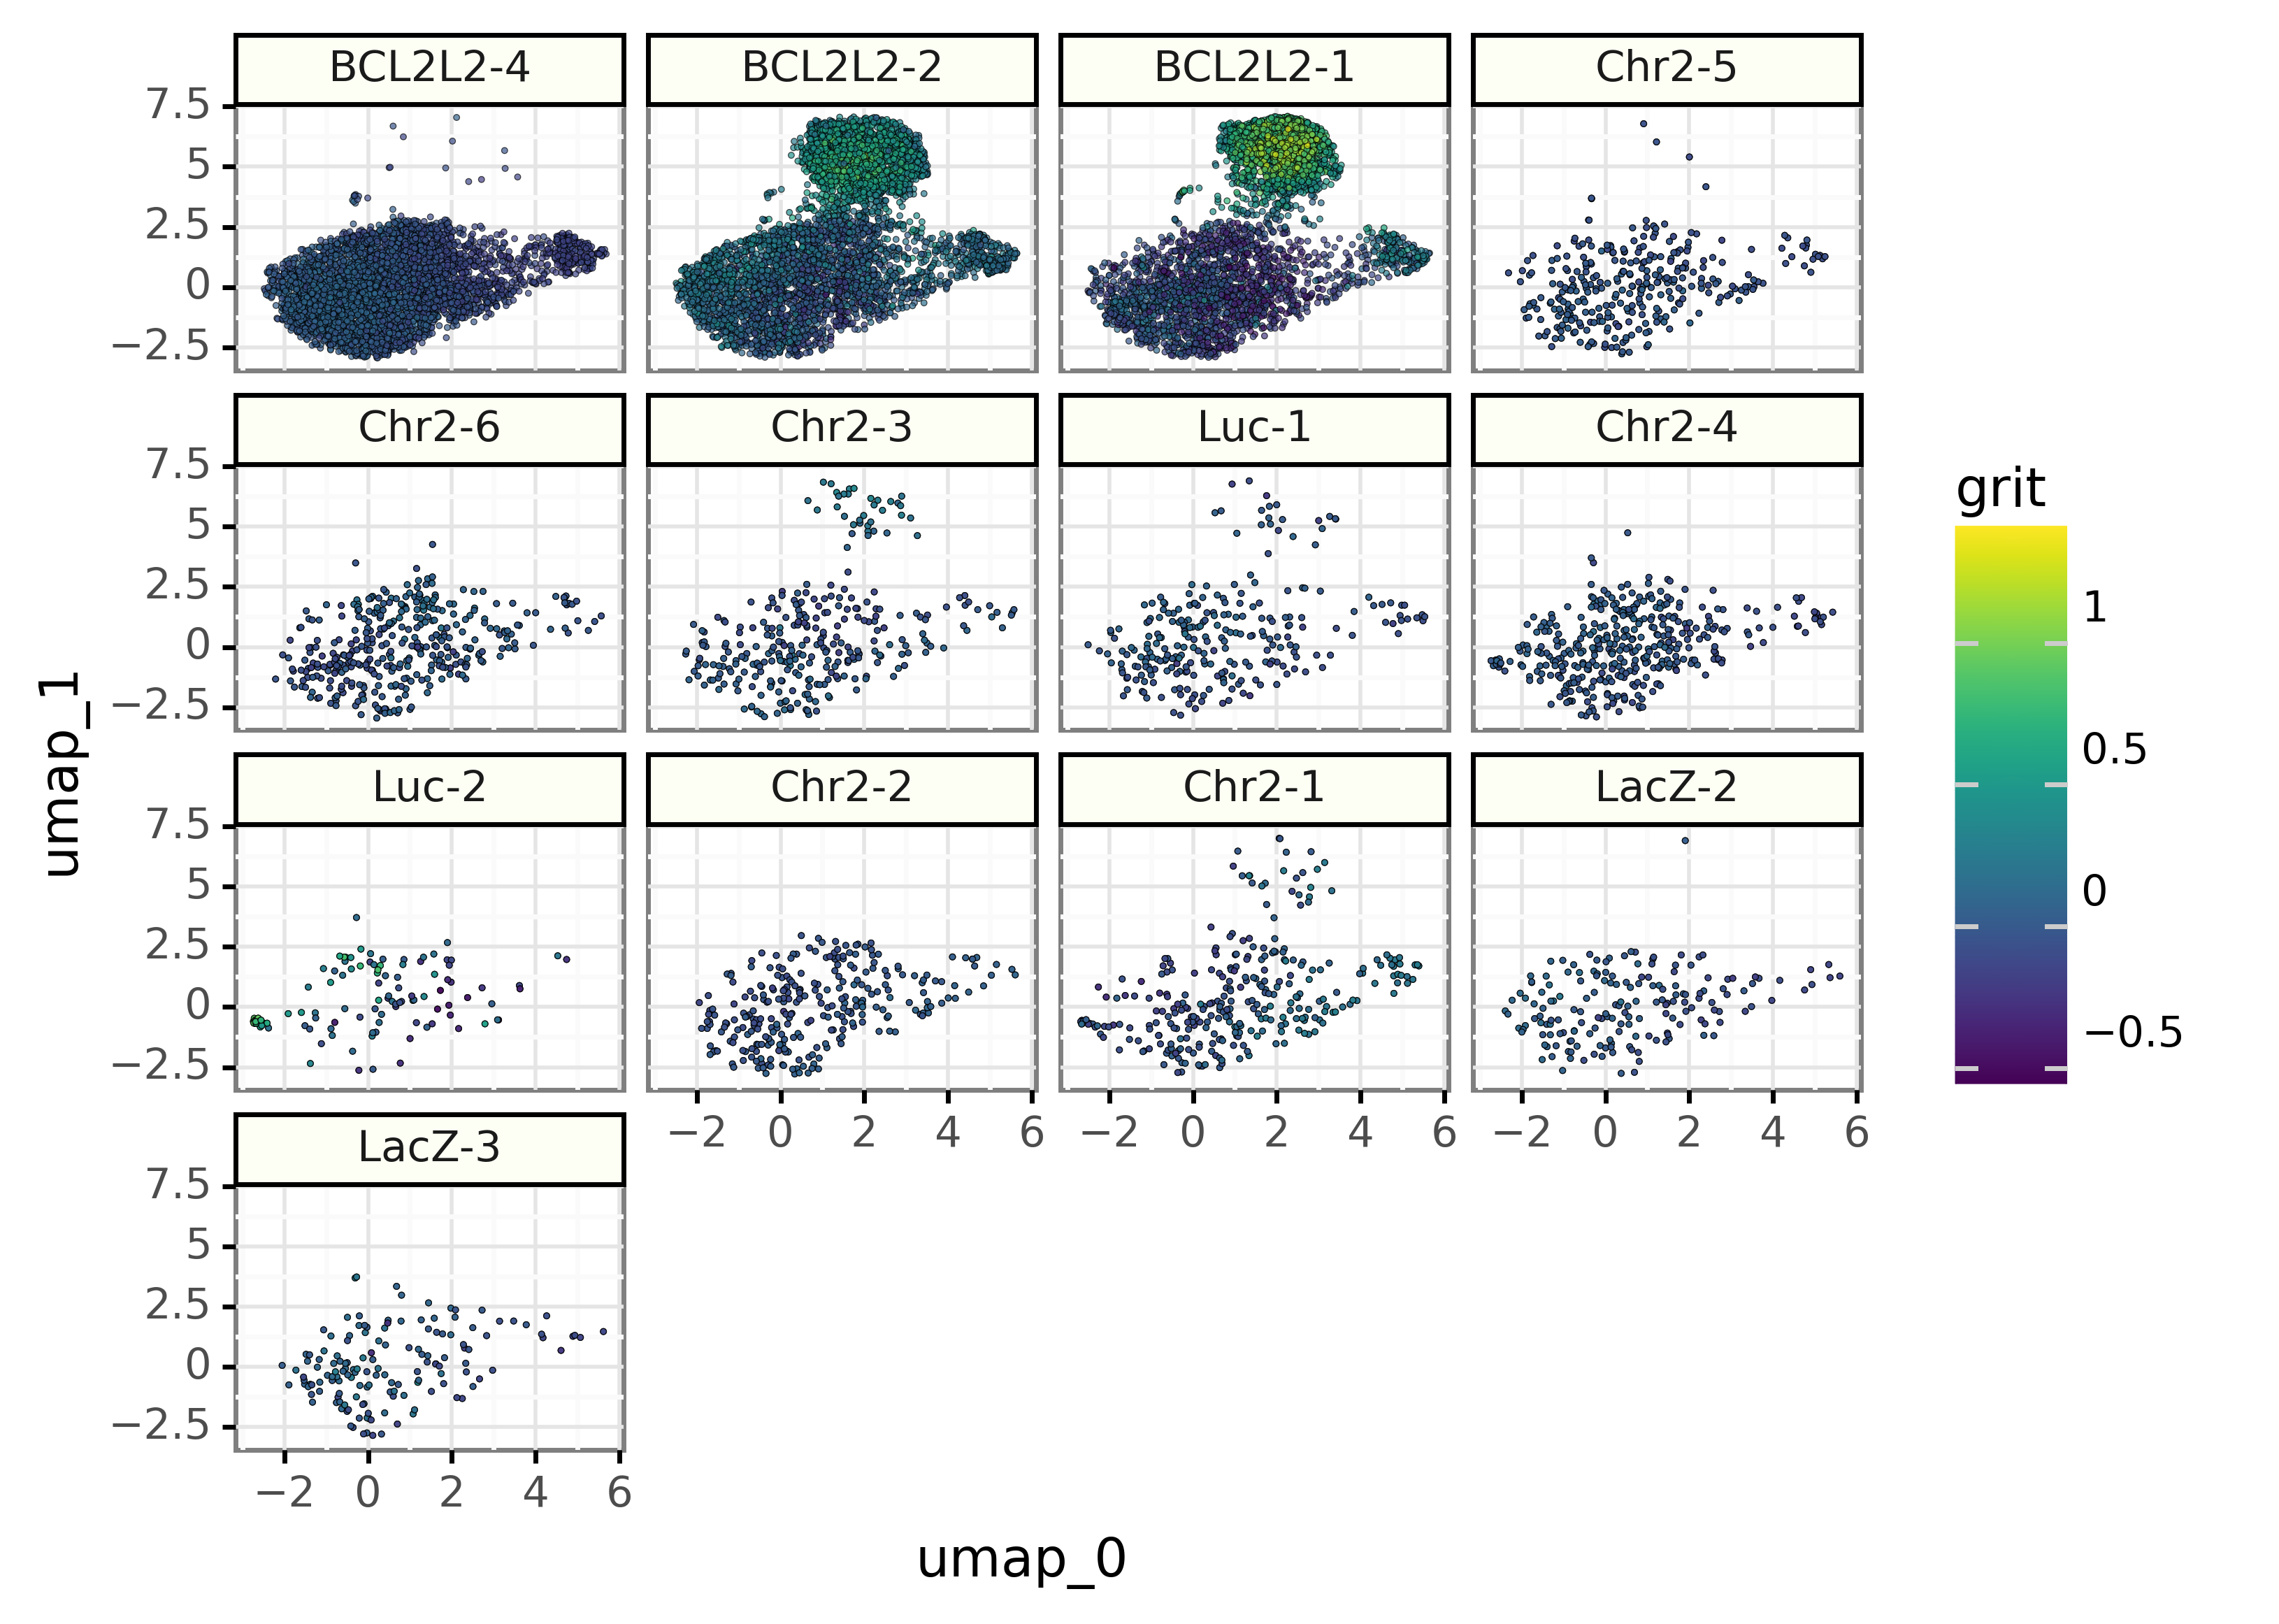 BCL2L2-4 BCL2L2-2 BCL2L2-1 Chr2-5
7.5
5
2.5
0
−2.5
Chr2-6 Chr2-3 Luc-1 Chr2-4
7.5
5
2.5
0
−2.5
Luc-2 Chr2-2 Chr2-1 LacZ-2
7.5
5
2.5
0
−2.5
−2 0 2 4 6 −2 0 2 4 6 −2 0 2 4 6
LacZ-3
7.5
5
2.5
0
−2.5
−2 0 2 4 6
umap_0
umap_1
grit
1
0.5
0
−0.5